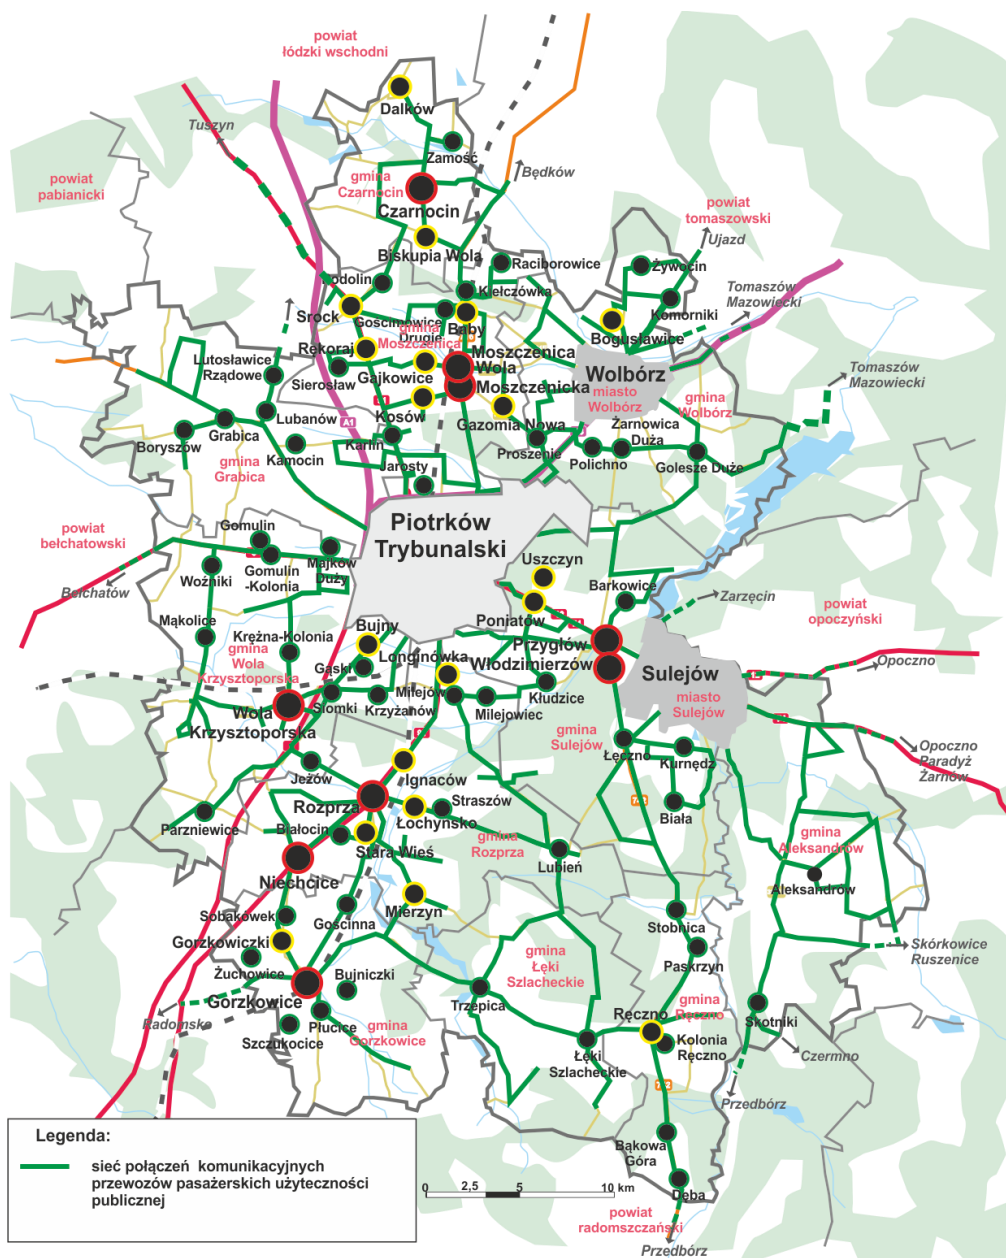 powiat
łódzki wschodni
Dalków
Tuszyn
Zamość
Będków
powiat
pabianicki
gmina
Czarnocin
Czarnocin
powiat
tomaszowski
Ujazd
Biskupia Wola
Raciborowice
Żywocin
Tomaszów
Mazowiecki
Kiełczówka
Komorniki
Srock
Gościmowice
Drugie
Baby
gmina
Moszczenica
Bogusławice
Rękoraj
Moszczenica
Wola
Moszczenicka
Lutosławice
Rządowe
Sierosław
Gajkowice
Wolbórz
miasto
Wolbórz
gmina
Wolbórz
Tomaszów
Mazowiecki
Kosów
A1
Lubanów
Grabica
Gazomia Nowa
Żarnowica
Duża
Boryszów
Kamocin
Karlin
Proszenie
Polichno
Golesze Duże
gmina
Grabica
Jarosty
powiat
bełchatowski
Gomulin
Piotrków
Trybunalski
Gomulin
-Kolonia
Majków
Duży
Uszczyn
Woźniki
Barkowice
Bełchatów
Zarzęcin
powiat
opoczyński
Mąkolice
Krężna-Kolonia
Bujny
Poniatów
Przygłów
gmina
Wola
Krzysztoporska
Longinówka
Włodzimierzów
Gąski
Sulejów
Opoczno
Kłudzice
miasto
Sulejów
Wola
Krzysztoporska
Siomki
Krzyżanów
Milejów
Milejowiec
gmina
Sulejów
Łęczno
Kurnędz
Opoczno
Paradyż
Żarnów
Jeżów
Ignaców
Rozprza
Straszów
Łochyńsko
Biała
Parzniewice
Białocin
Stara Wieś
gmina
Rozprza
gmina
Aleksandrów
Lubień
Niechcice
Aleksandrów
Mierzyn
Sobakówek
Gościnna
Stobnica
Gorzkowiczki
gmina
Łęki
Szlacheckie
Skórkowice
Ruszenice
Żuchowice
Bujniczki
Paskrzyn
Gorzkowice
Trzepica
gmina
Ręczno
Ręczno
Skotniki
Radomsko
Płucice
Szczukocice
gmina
Gorzkowice
Łęki
Szlacheckie
Kolonia
Ręczno
Czermno
Przedbórz
Legenda:
sieć połączeń komunikacyjnych
przewozów pasażerskich użyteczności
publicznej
Bąkowa
Góra
Dęba
0 2,5 5 10 km
powiat
radomszczański
Przedbórz